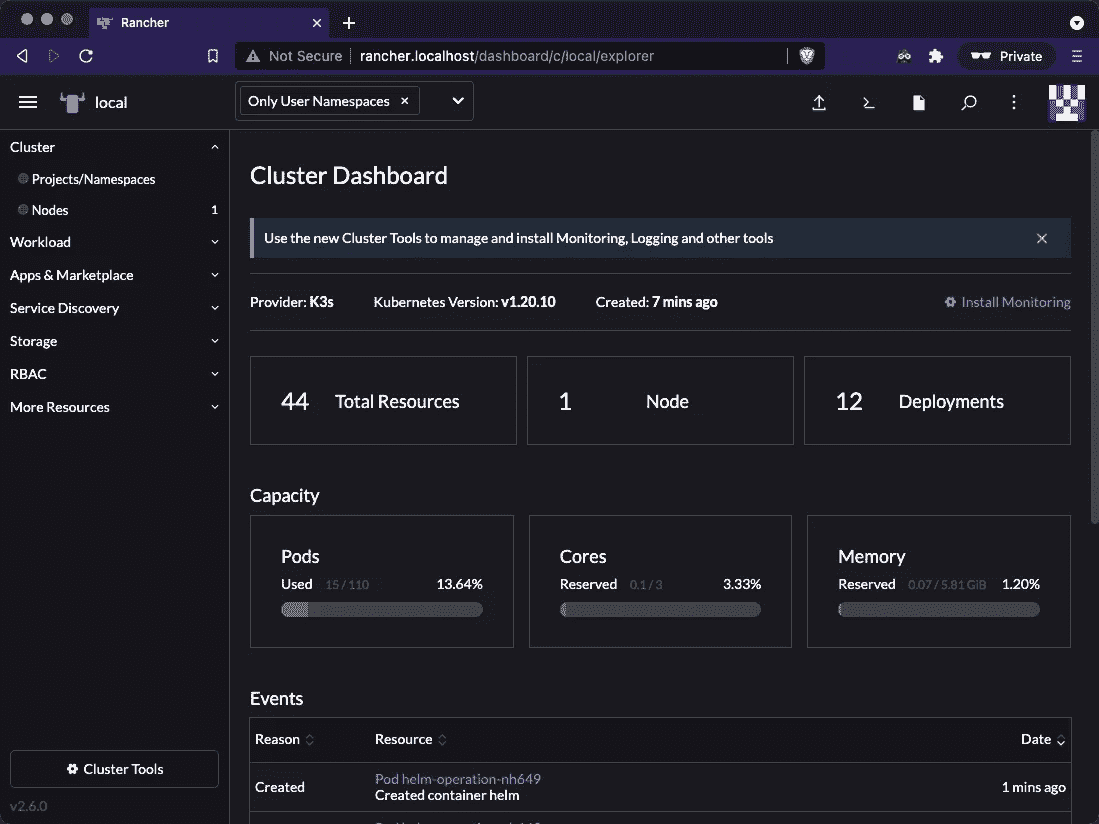 Rancher
Not Secure rancher.localhost/dashboard/c/local/explorer Private
local Only User Namespaces
Cluster
Projects/Namespaces
Nodes 1
Workload
Apps & Marketplace
Service Discovery
Storage
RBAC
More Resources
Cluster Tools
v2.6.0
Cluster Dashboard
Use the new Cluster Tools to manage and install Monitoring, Logging and other tools
Provider: K3s Kubernetes Version: v1.20.10 Created: 7 mins ago Install Monitoring
44 Total Resources 1 Node 12 Deployments
Capacity
Pods
Used 15 / 110 13.64%
Cores
Reserved 0.1 / 3 3.33%
Memory
Reserved 0.07 / 5.81 GiB 1.20%
Events
Reason Resource Date
Created Pod helm-operation-nh649 1 mins ago
Created container helm